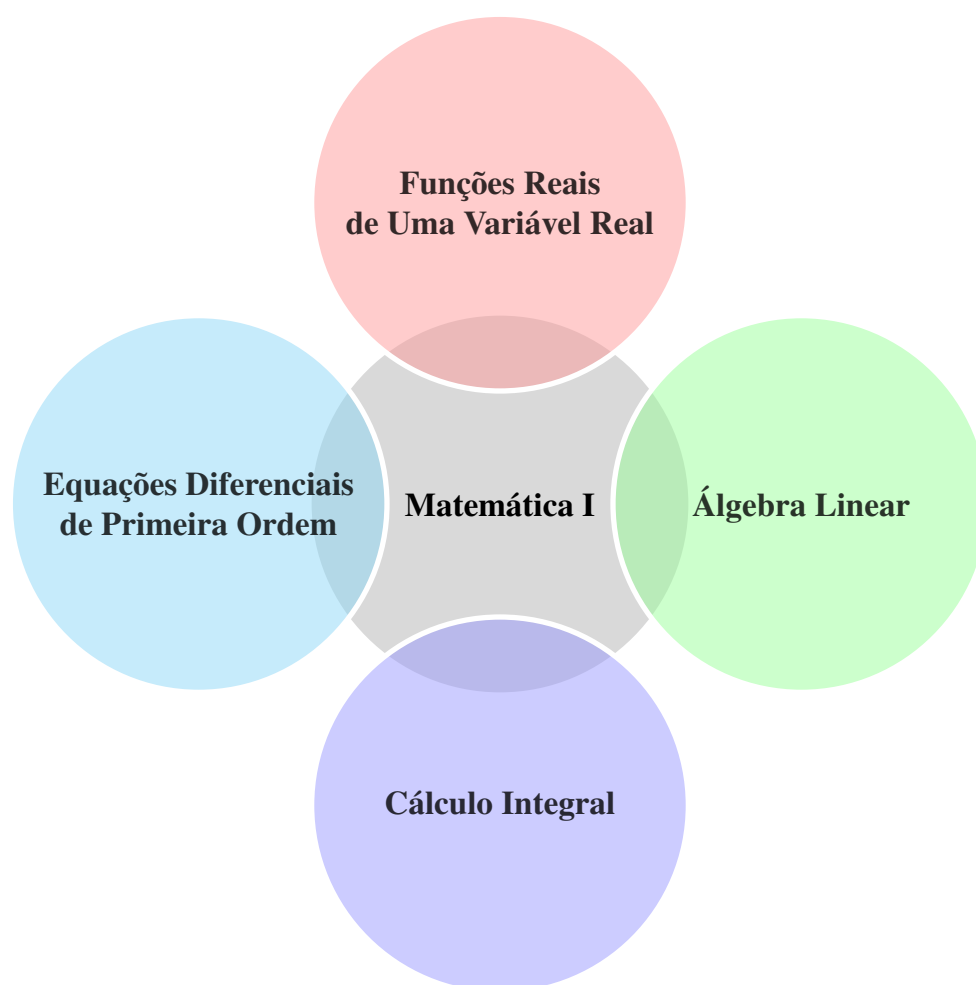 Funções Reais
de Uma Variável Real
Equações Diferenciais
de Primeira Ordem
Matemática I
Álgebra Linear
Cálculo Integral